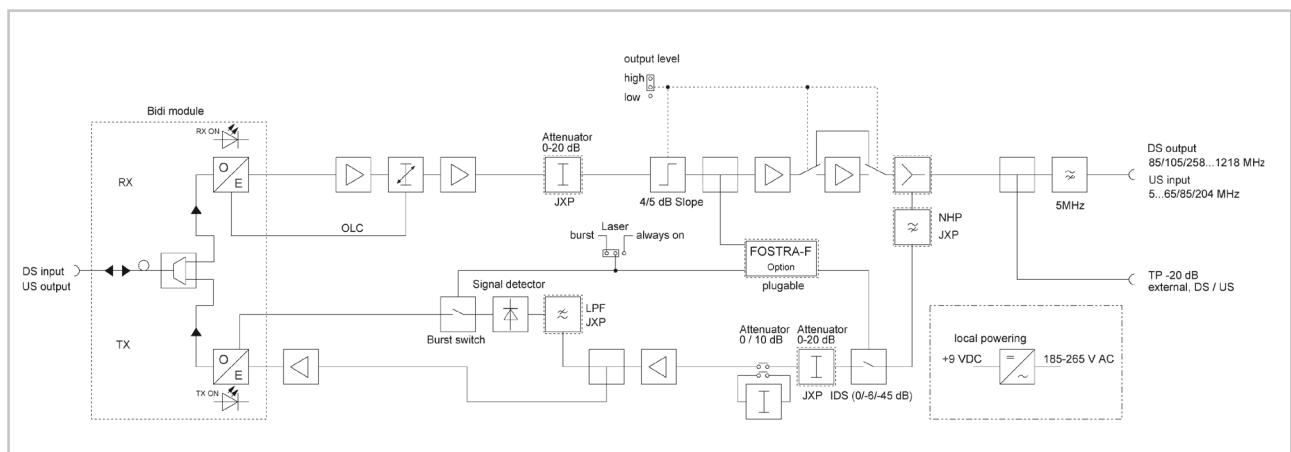 output level
high
low
Bidi module
RX ON
Attenuator
0-20 dB
DS output
85/105/258...1218 MHz
US input
5...65/85/204 MHz
O
E
RX
JXP
4/5 dB Slope
5MHz
OLC
Laser
burst
always on
NHP
JXP
FOSTRA-F
Option
plugable
DS input
US output
Signal detector
TP -20 dB
external, DS / US
LPF
JXP
Burst switch
Attenuator
0 / 10 dB
Attenuator
0-20 dB
TX
O
E
JXP
IDS (0/-6/-45 dB)
TX ON
local powering
+9 VDC
185-265 V AC